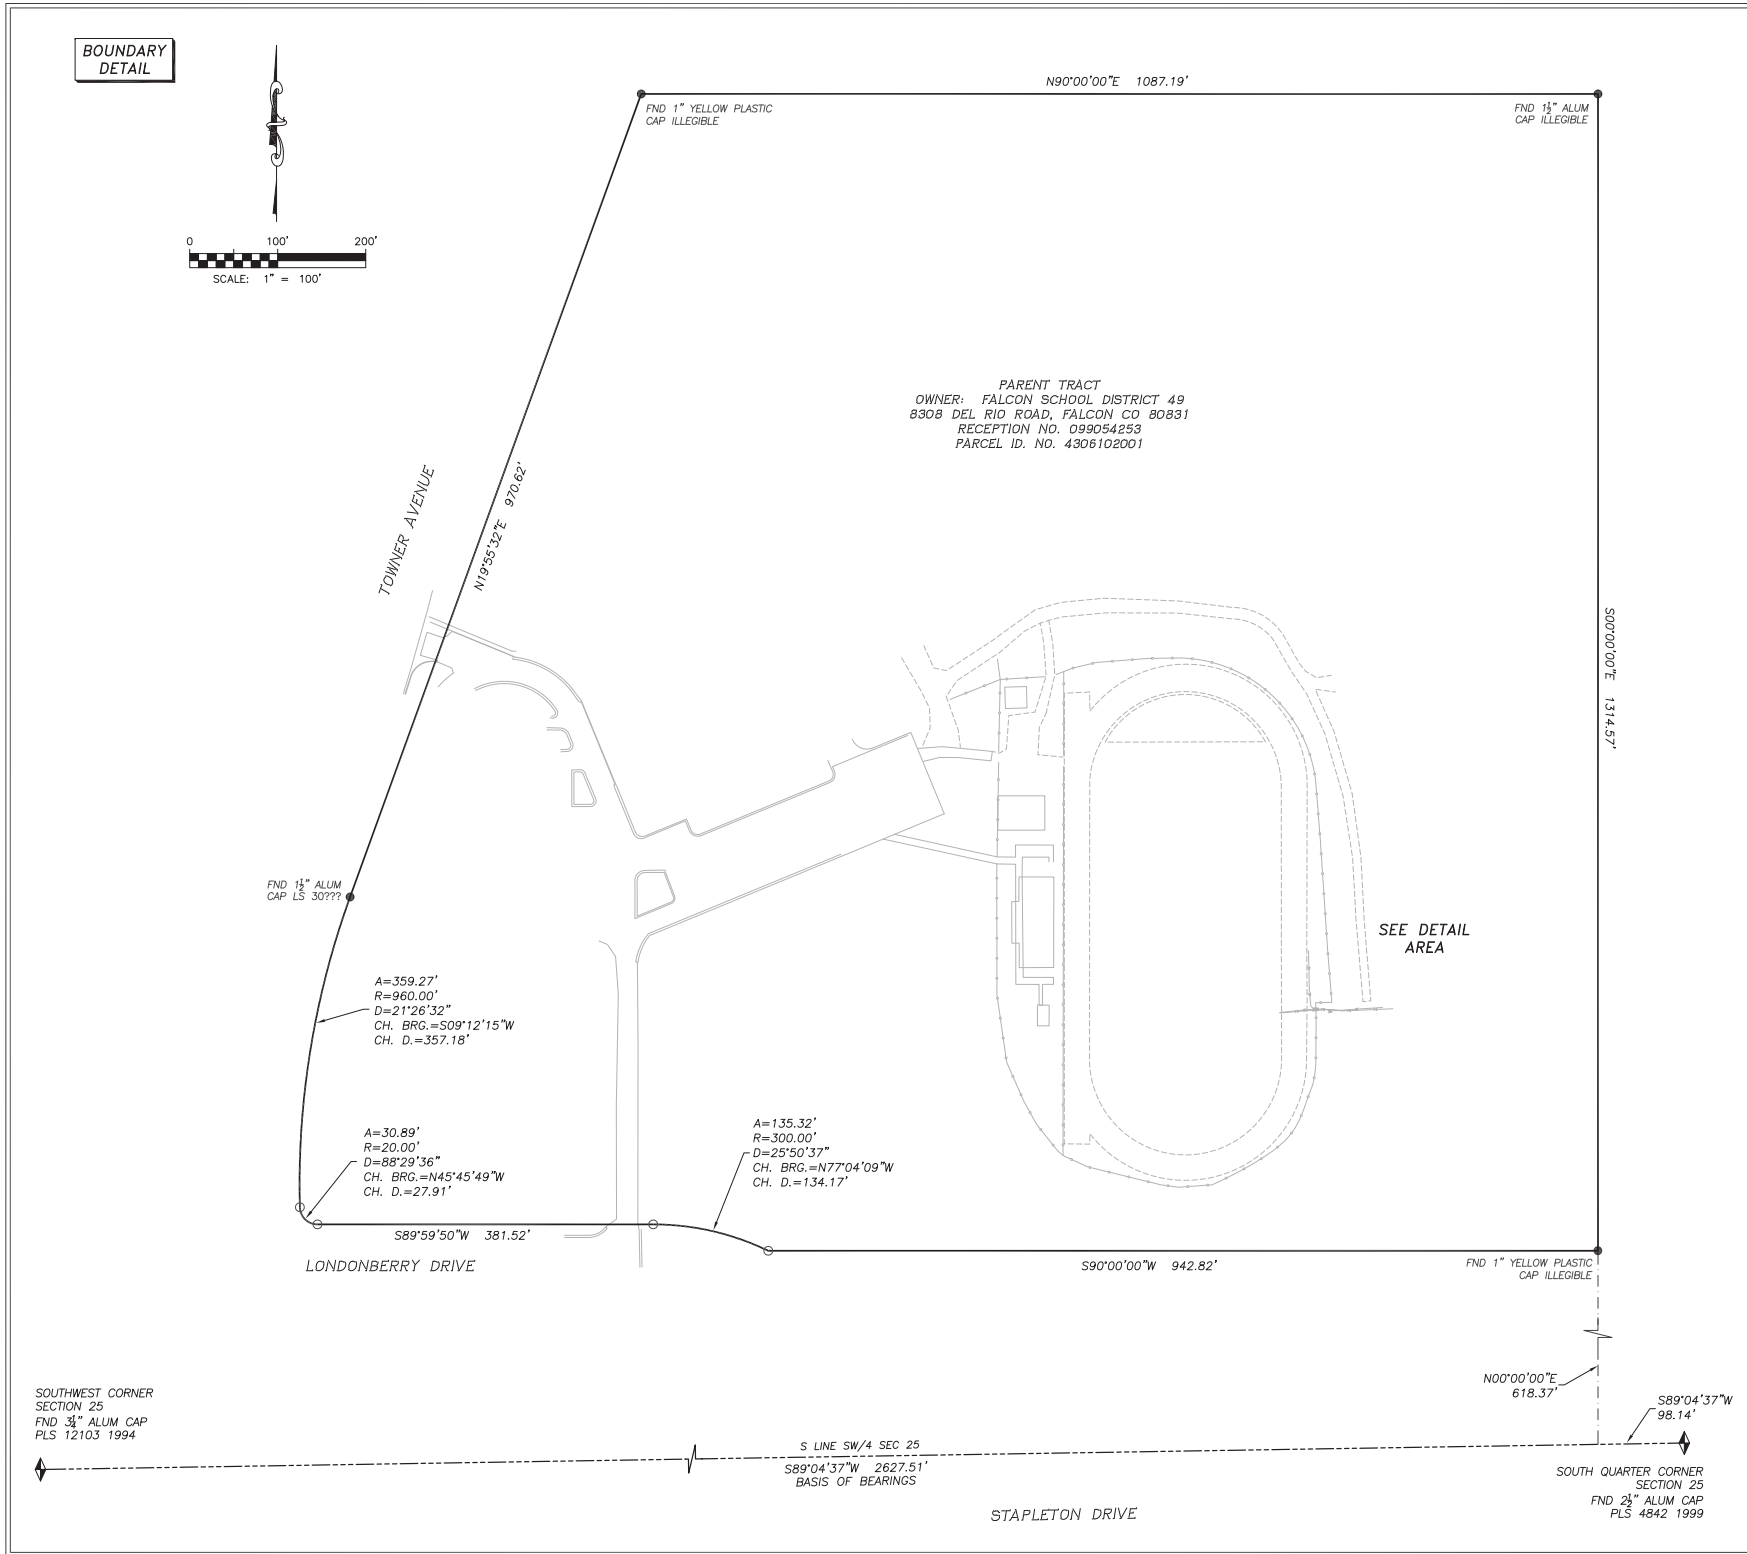 BOUNDARY
DETAIL
0 100' 200'
SCALE: 1" = 100'
N90°00'00"E 1087.19'
FND 1" YELLOW PLASTIC
CAP ILLEGIBLE
FND 1½" ALUM
CAP ILLEGIBLE
PARENT TRACT
OWNER: FALCON SCHOOL DISTRICT 49
8308 DEL RIO ROAD, FALCON CO 80831
RECEPTION NO. 099054253
PARCEL ID. NO. 4306102001
TOWNER AVENUE
N19°55'32"E 970.62'
S00°00'00"E 1314.57'
FND 1½" ALUM
CAP LS 30???
SEE DETAIL
AREA
A=359.27'
R=960.00'
D=21°26'32"
CH. BRG.=S09°12'15"W
CH. D.=357.18'
A=30.89'
R=20.00'
D=88°29'36"
CH. BRG.=N45°45'49"W
CH. D.=27.91'
A=135.32'
R=300.00'
D=25°50'37"
CH. BRG.=N77°04'09"W
CH. D.=134.17'
S89°59'50"W 381.52'
LONDONBERRY DRIVE
S90°00'00"W 942.82'
FND 1" YELLOW PLASTIC
CAP ILLEGIBLE
N00°00'00"E
618.37'
S89°04'37"W
98.14'
SOUTHWEST CORNER
SECTION 25
FND 3¼" ALUM CAP
PLS 12103 1994
S LINE SW/4 SEC 25
S89°04'37"W 2627.51'
BASIS OF BEARINGS
SOUTH QUARTER CORNER
SECTION 25
FND 2½" ALUM CAP
PLS 4842 1999
STAPLETON DRIVE